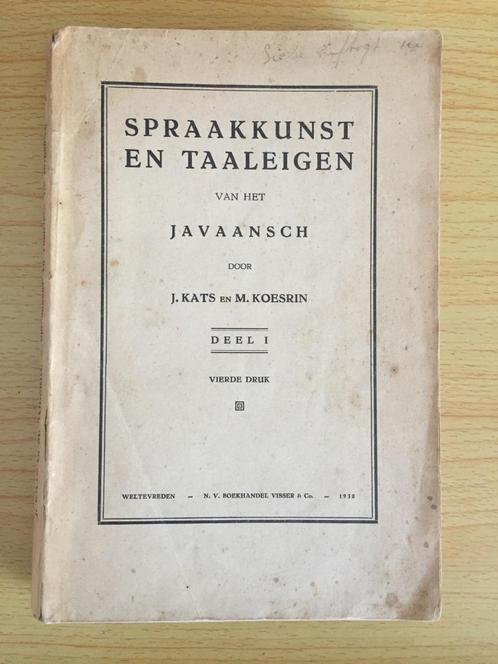 SPRAAKKUNST
EN TAALEIGEN
VAN HET
JAVAANSCH
DOOR
J. KATS EN M. KOESRIN
DEEL I
VIERDE DRUK
WELTEVREDEN — N. V. BOEKHANDEL VISSER & Co. — 1938